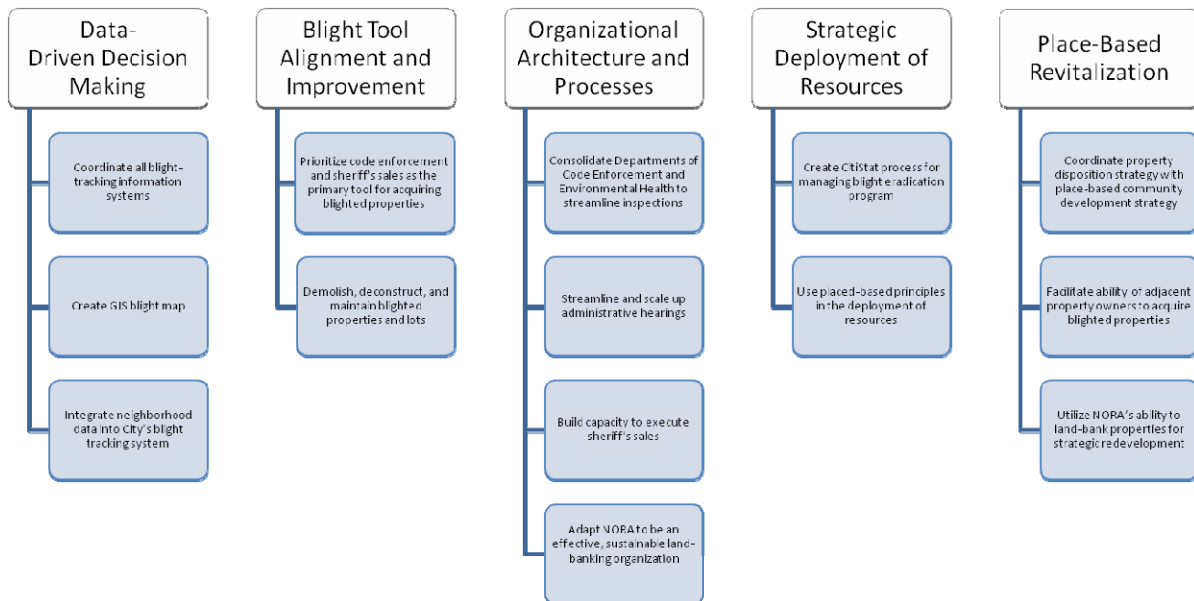 Data-
Driven Decision
Making
Coordinate all blight-
tracking information
systems
Create GIS blight map
Integrate neighborhood
data into City's blight
tracking system
Blight Tool
Alignment and
Improvement
Prioritize code enforcement
and sheriff's sales as the
primary tool for acquiring
blighted properties
Demolish, deconstruct, and
maintain blighted
properties and lots
Organizational
Architecture and
Processes
Consolidate Departments of
Code Enforcement and
Environmental Health to
streamline inspections
Streamline and scale up
administrative hearings
Build capacity to execute
sheriff's sales
Adapt NORA to be an
effective, sustainable land-
banking organization
Strategic
Deployment of
Resources
Create CitiStat process for
managing blight eradication
program
Use placed-based principles
in the deployment of
resources
Place-Based
Revitalization
Coordinate property
disposition strategy with
place-based community
development strategy
Facilitate ability of adjacent
property owners to acquire
blighted properties
Utilize NORA's ability to
land-bank properties for
strategic redevelopment